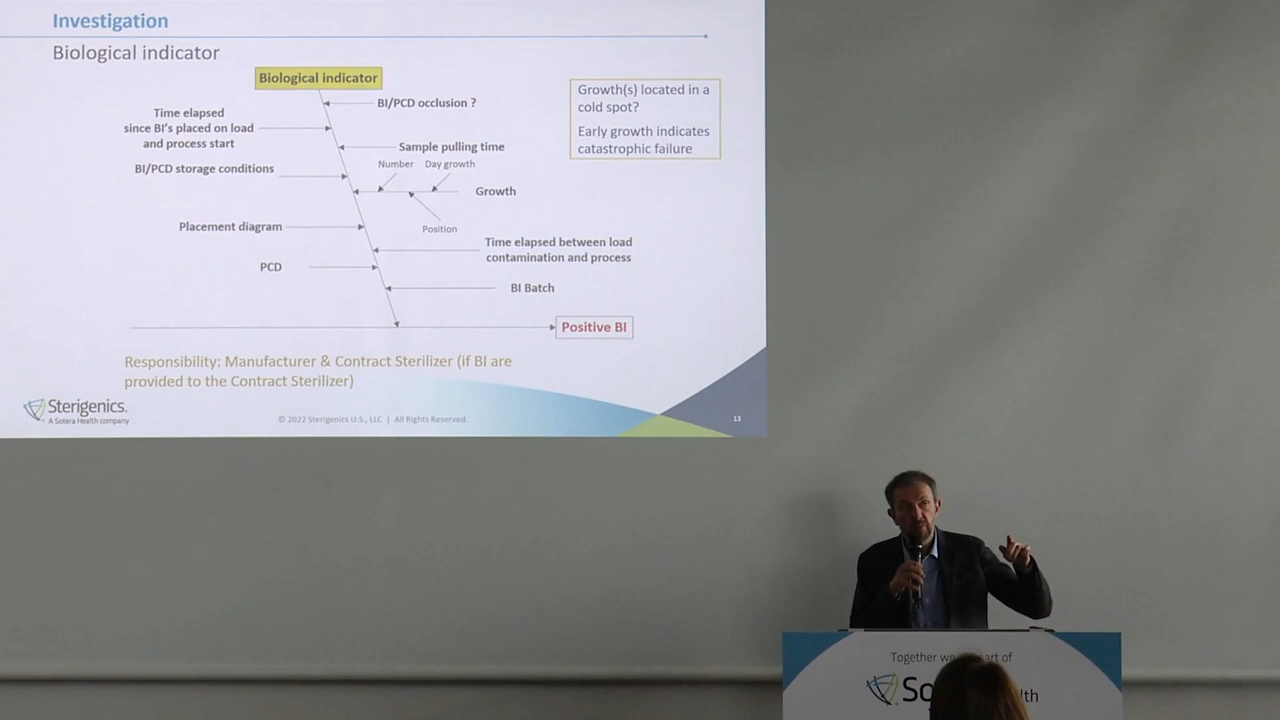 Investigation
Biological indicator
Biological indicator
BI/PCD occlusion ?
Time elapsed
since BI's placed on load
and process start
Sample pulling time
Number
Day growth
BI/PCD storage conditions
Growth
Position
Placement diagram
Time elapsed between load
contamination and process
PCD
BI Batch
Positive BI
Growth(s) located in a
cold spot?
Early growth indicates
catastrophic failure
Responsibility: Manufacturer & Contract Sterilizer (if BI are
provided to the Contract Sterilizer)
Sterigenics.
A Sotera Health company
© 2022 Sterigenics U.S., LLC | All Rights Reserved.
13
Together we of